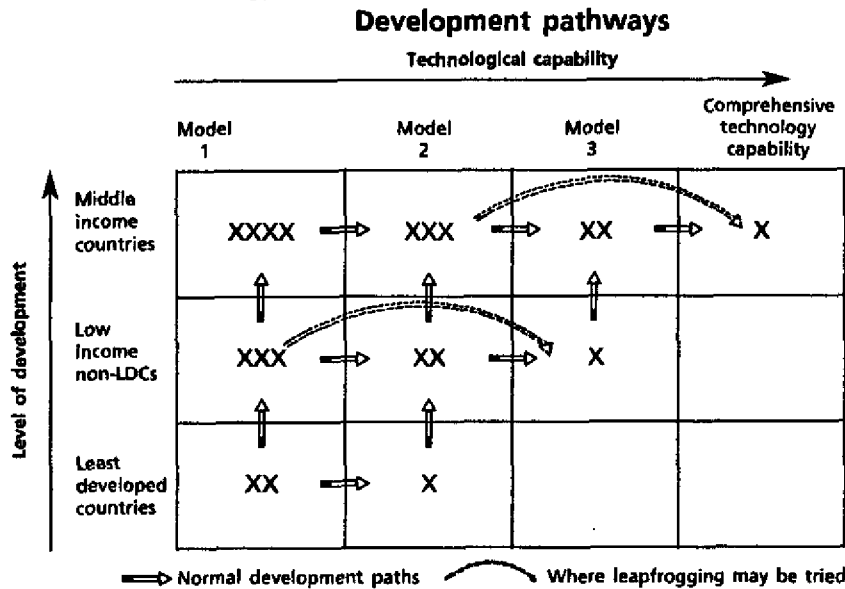 Development pathways
Technological capability
Model
1
Model
2
Model
3
Comprehensive
technology
capability
Level of development
Middle
income
countries
XXXX
XXX
XX
X
Low
income
non-LDCs
XXX
XX
X
Least
developed
countries
XX
X
Normal development paths
Where leapfrogging may be tried